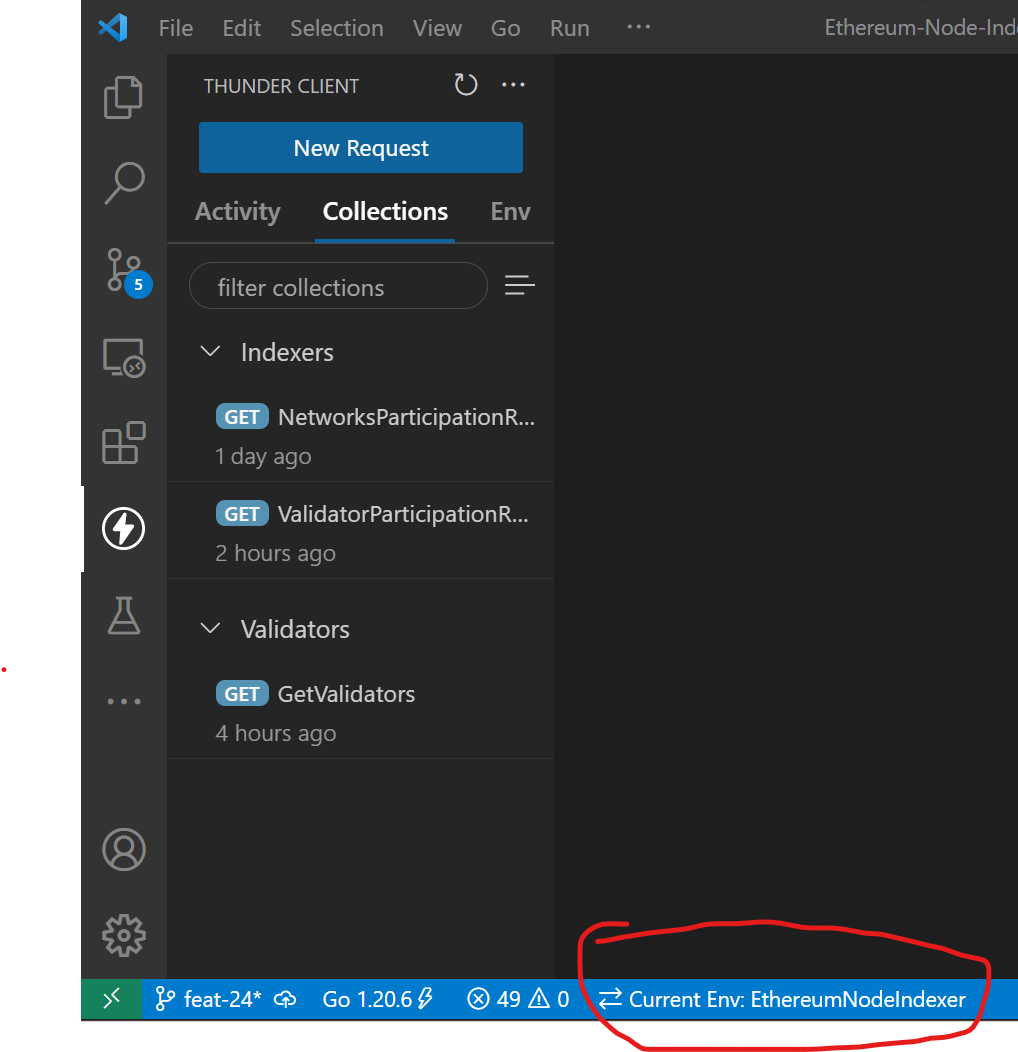 File Edit Selection View Go Run ... Ethereum-Node-Ind
THUNDER CLIENT
New Request
Activity Collections Env
5
filter collections
Indexers
GET NetworksParticipationR...
1 day ago
GET ValidatorParticipationR...
2 hours ago
Validators
GET GetValidators
4 hours ago
feat-24* Go 1.20.6 49 0 Current Env: EthereumNodeIndexer